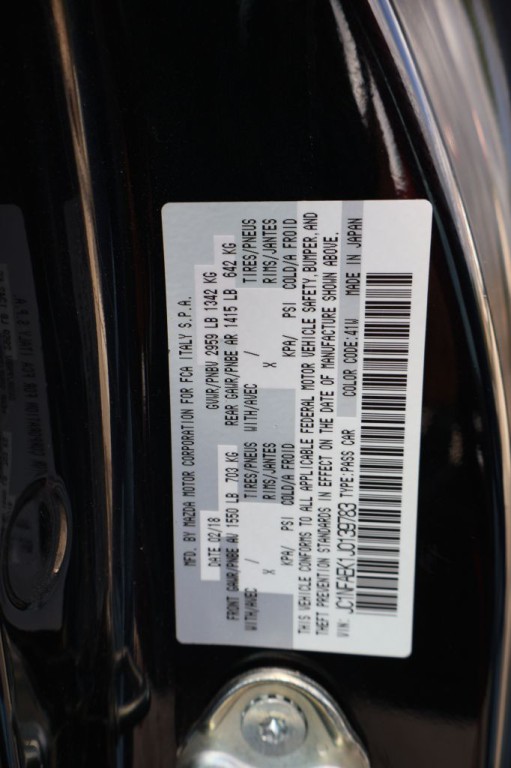 MFD. BY MAZDA MOTOR CORPORATION FOR FCA ITALY S.P.A.
DATE 02/18 GVWR/PNBV 2959 LB 1342 KG
FRONT GAWR/PNBE AV 1550 LB 703 KG REAR GAWR/PNBE AR 1415 LB 642 KG
WITH/AVEC / TIRES/PNEUS WITH/AVEC / TIRES/PNEUS
X RIMS/JANTES X RIMS/JANTES
KPA/ PSI COLD/A FROID KPA/ PSI COLD/A FROID
THIS VEHICLE CONFORMS TO ALL APPLICABLE FEDERAL MOTOR VEHICLE SAFETY, BUMPER, AND
THEFT PREVENTION STANDARDS IN EFFECT ON THE DATE OF MANUFACTURE SHOWN ABOVE.
VIN: JC1NFAEK1J0139783 TYPE:PASS CAR COLOR CODE:41W MADE IN JAPAN